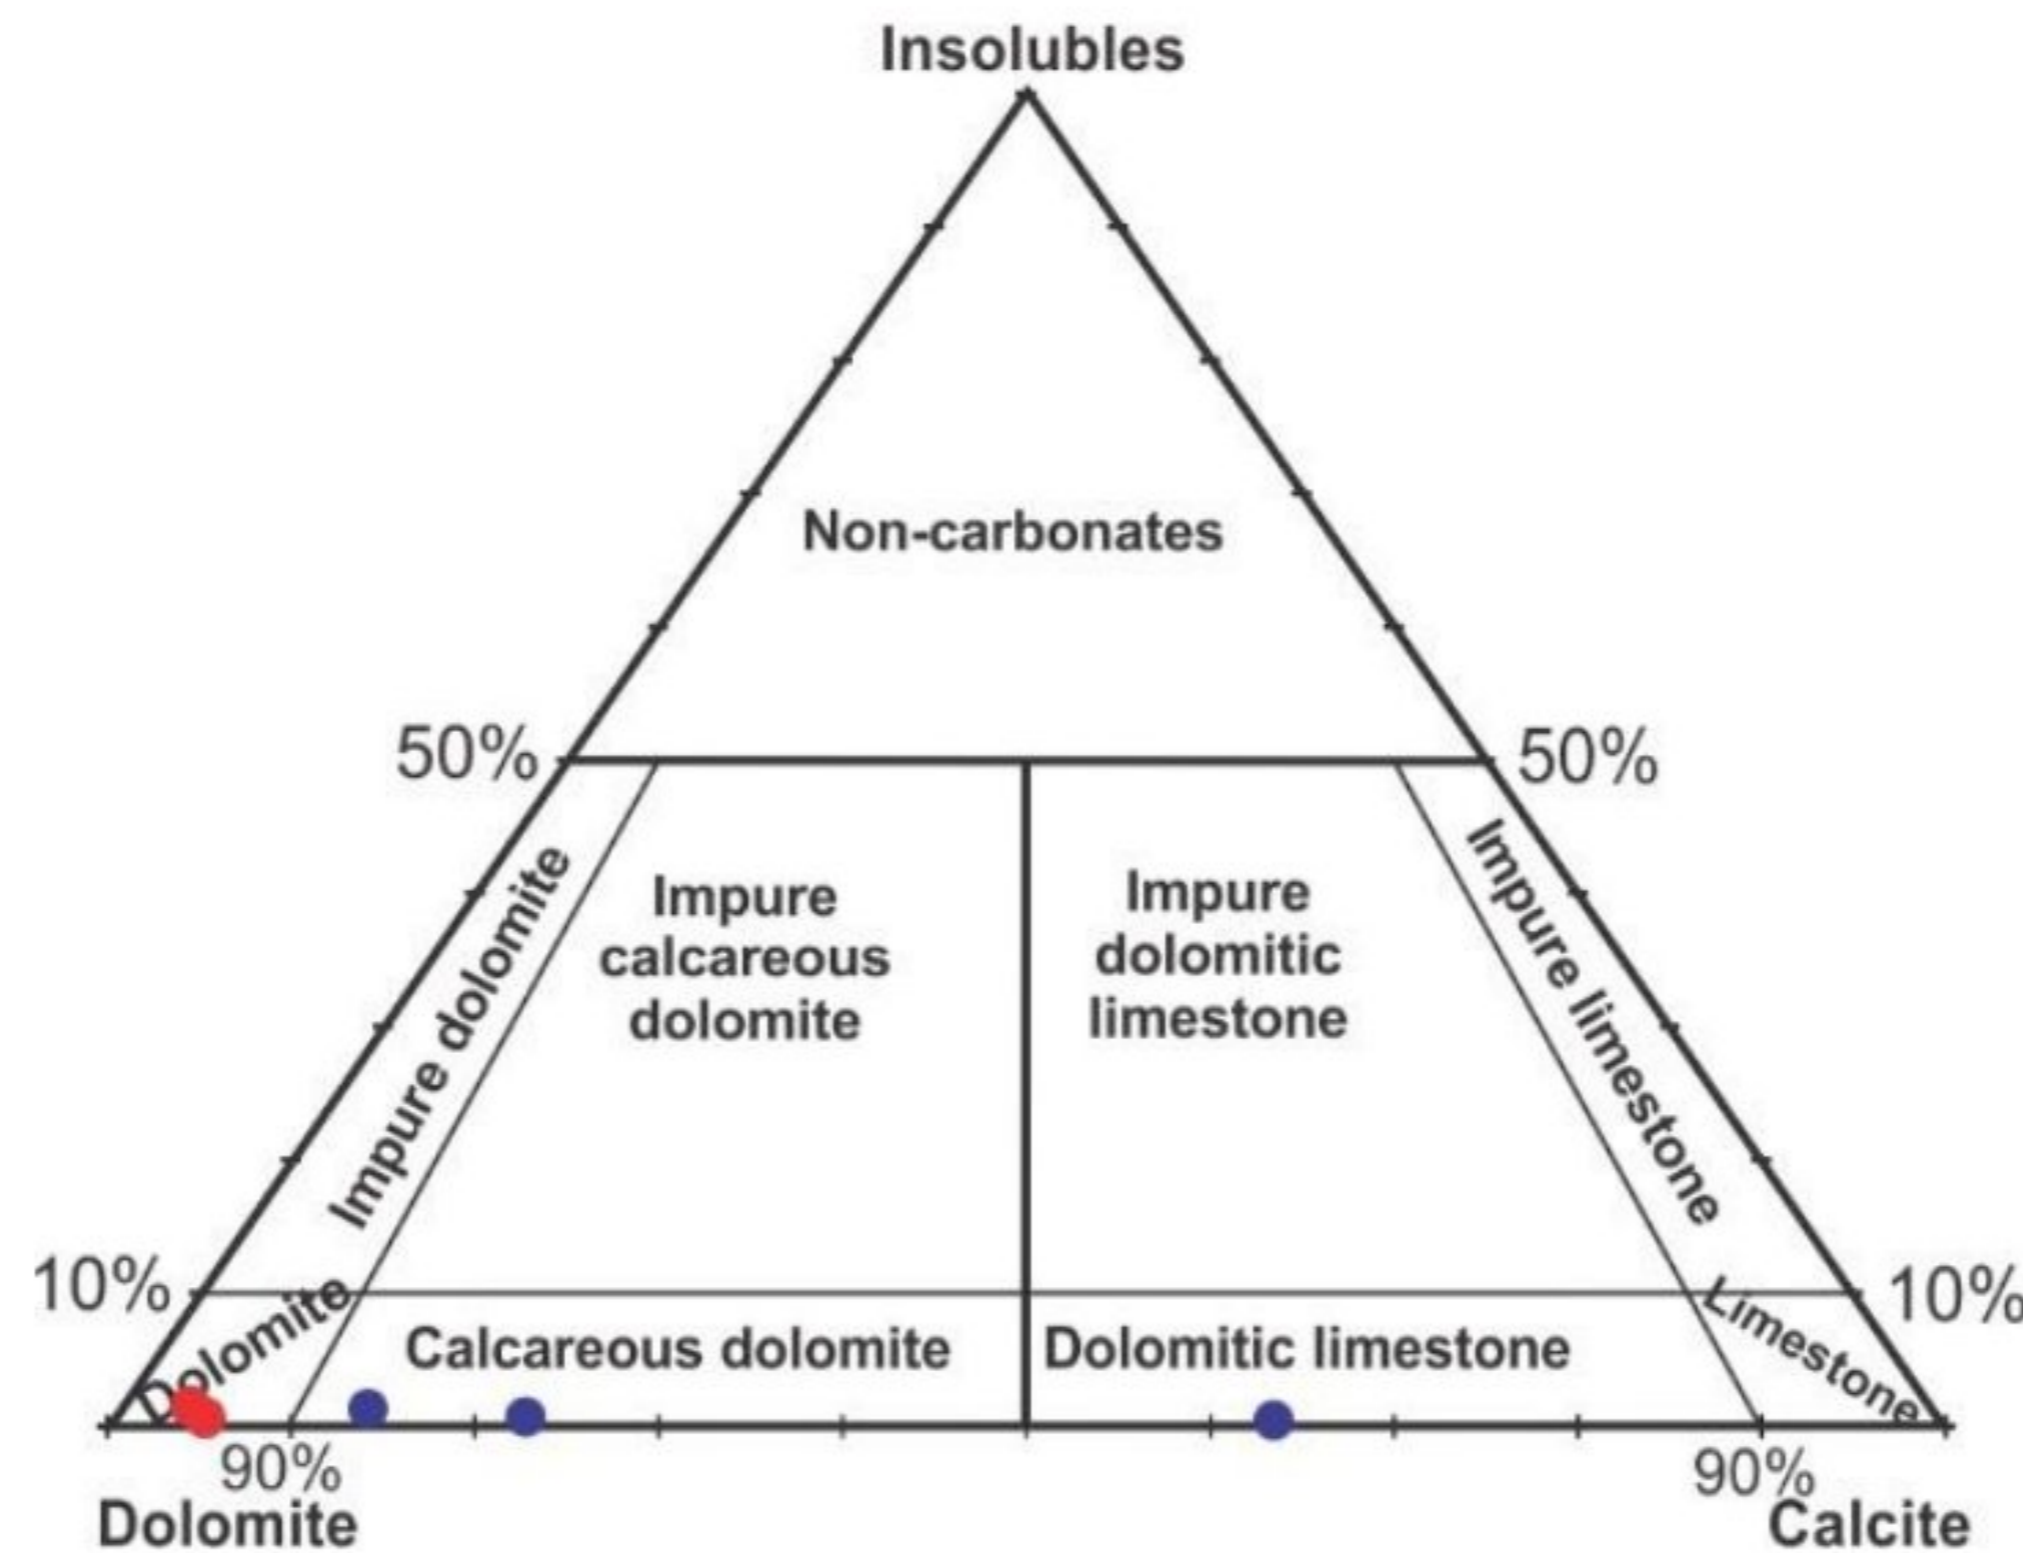 Insolubles
Non-carbonates
50%
50%
Impure dolomite
Impure
calcareous
dolomite
Impure
dolomitic
limestone
Impure limestone
10%
10%
Dolomite
Calcareous dolomite
Dolomitic limestone
Limestone
90%
90%
Dolomite
Calcite